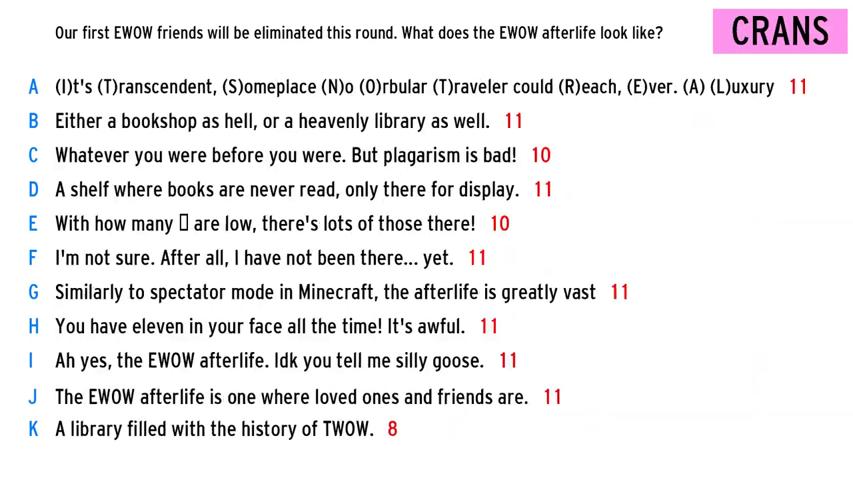 Our first EWOW friends will be eliminated this round. What does the EWOW afterlife look like?
CRANS
A (I)t's (T)ranscendent, (S)omeplace (N)o (O)rbular (T)raveler could (R)each, (E)ver. (A) (L)uxury 11
B Either a bookshop as hell, or a heavenly library as well. 11
C Whatever you were before you were. But plagarism is bad! 10
D A shelf where books are never read, only there for display. 11
E With how many ▯ are low, there's lots of those there! 10
F I'm not sure. After all, I have not been there... yet. 11
G Similarly to spectator mode in Minecraft, the afterlife is greatly vast 11
H You have eleven in your face all the time! It's awful. 11
I Ah yes, the EWOW afterlife. Idk you tell me silly goose. 11
J The EWOW afterlife is one where loved ones and friends are. 11
K A library filled with the history of TWOW. 8